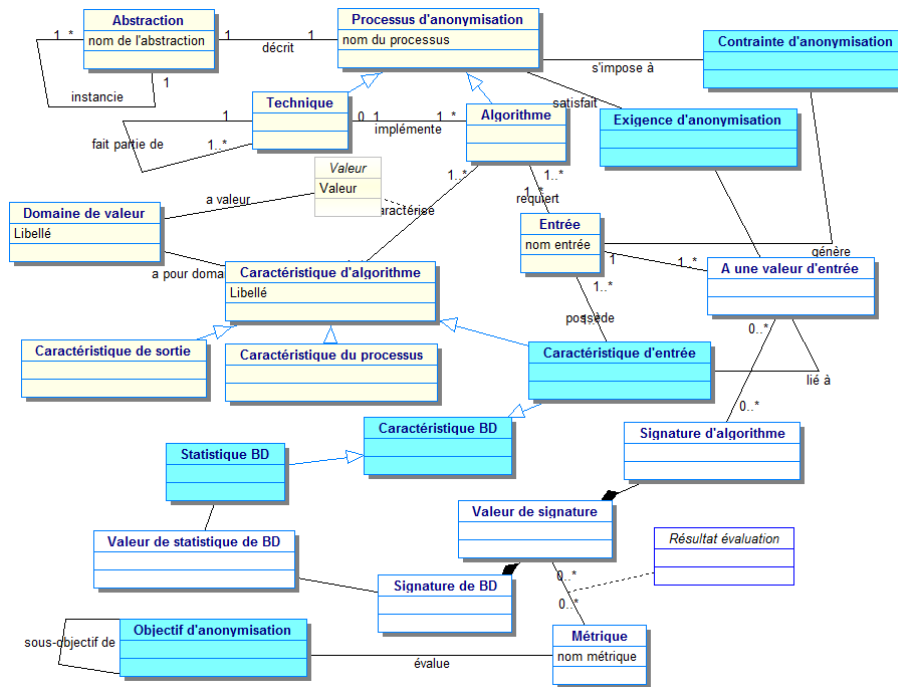 Abstraction
nom de l'abstraction
1..*
1
1
décrit
1
instancie
Processus d'anonymisation
nom du processus
Contrainte d'anonymisation
s'impose à
satisfait
Technique
1
fait partie de
1..*
0
1
implémente
1..*
Algorithme
Exigence d'anonymisation
Valeur
Valeur
a valeur
1..*
1..*
requiert
Domaine de valeur
Libellé
a pour doma
Entrée
nom entrée
1
1..*
génère
1..*
A une valeur d'entrée
Caractéristique d'algorithme
Libellé
possède
0..*
Caractéristique de sortie
Caractéristique du processus
Caractéristique d'entrée
lié à
0..*
Caractéristique BD
Signature d'algorithme
Statistique BD
Valeur de signature
Valeur de statistique de BD
Résultat évaluation
Signature de BD
0..*
0..*
sous-objectif de
Objectif d'anonymisation
évalue
Métrique
nom métrique